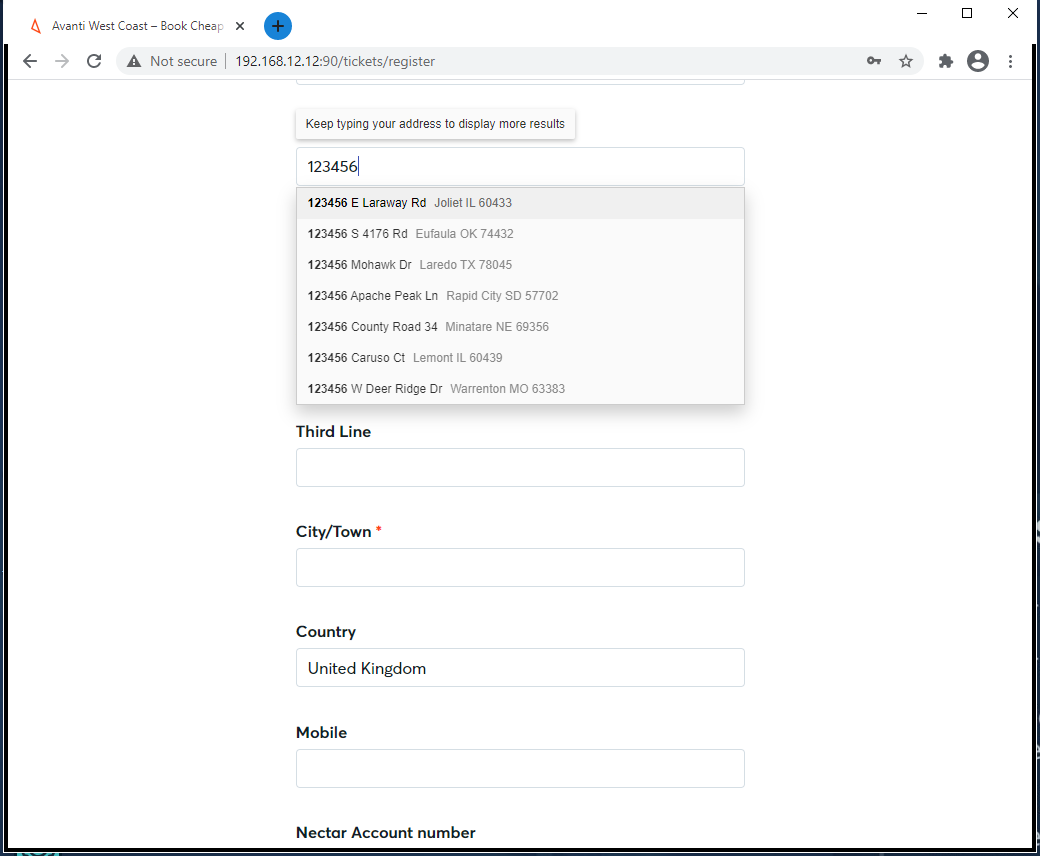 Avanti West Coast – Book Cheap
Not secure
192.168.12.12:90/tickets/register
Keep typing your address to display more results
123456
123456 E Laraway Rd Joliet IL 60433
123456 S 4176 Rd Eufaula OK 74432
123456 Mohawk Dr Laredo TX 78045
123456 Apache Peak Ln Rapid City SD 57702
123456 County Road 34 Minatare NE 69356
123456 Caruso Ct Lemont IL 60439
123456 W Deer Ridge Dr Warrenton MO 63383
Third Line
City/Town *
Country
United Kingdom
Mobile
Nectar Account number